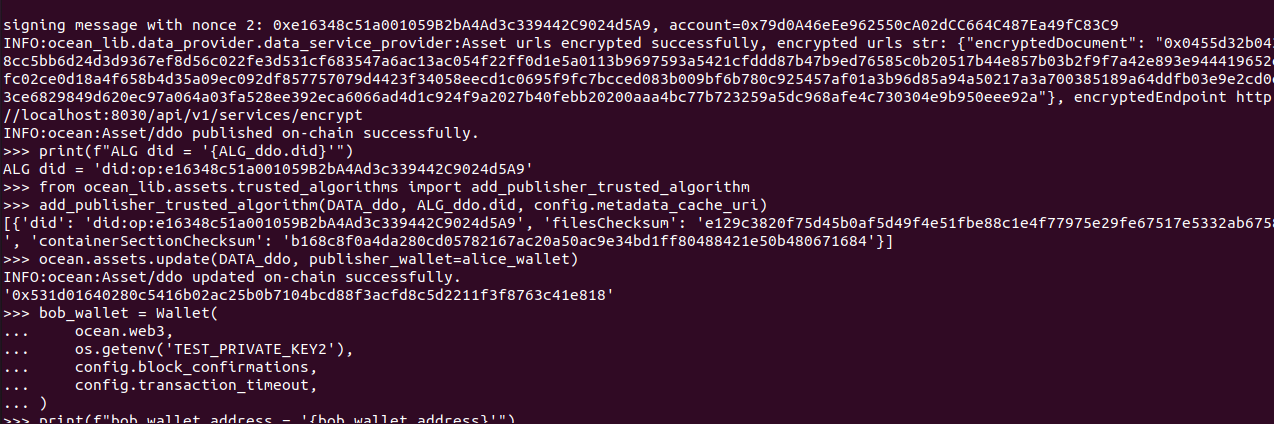 signing message with nonce 2: 0xe16348c51a001059B2bA4Ad3c339442C9024d5A9, account=0x79d0A46eEe962550cA02dCC664C487Ea49fC83C9
INFO:ocean_lib.data_provider.data_service_provider:Asset urls encrypted successfully, encrypted urls str: {"encryptedDocument": "0x0455d32b04
8cc5bb6d24d3d9367ef8d56c022fe3d531cf683547a6ac13ac054f22ff0d1e5a0113b9697593a5421cfddd87b47b9ed76585c0b20517b44e857b03b2f9f7a42e893e944419652
fc02ce0d18a4f658b4d35a09ec092df857757079d4423f34058eecd1c0695f9fc7bcced083b009bf6b780c925457af01a3b96d85a94a50217a3a700385189a64ddfb03e9e2cd0
3ce6829849d620ec97a064a03fa528ee392eca6066ad4d1c924f9a2027b40febb20200aaa4bc77b723259a5dc968afe4c730304e9b950eee92a"}, encryptedEndpoint http
//localhost:8030/api/v1/services/encrypt
INFO:ocean:Asset/ddo published on-chain successfully.
>>> print(f"ALG did = '{ALG_ddo.did}'")
ALG did = 'did:op:e16348c51a001059B2bA4Ad3c339442C9024d5A9'
>>> from ocean_lib.assets.trusted_algorithms import add_publisher_trusted_algorithm
>>> add_publisher_trusted_algorithm(DATA_ddo, ALG_ddo.did, config.metadata_cache_uri)
[{'did': 'did:op:e16348c51a001059B2bA4Ad3c339442C9024d5A9', 'filesChecksum': 'e129c3820f75d45b0af5d49f4e51fbe88c1e4f77975e29fe67517e5332ab675
', 'containerSectionChecksum': 'b168c8f0a4da280cd05782167ac20a50ac9e34bd1ff80488421e50b480671684'}]
>>> ocean.assets.update(DATA_ddo, publisher_wallet=alice_wallet)
INFO:ocean:Asset/ddo updated on-chain successfully.
'0x531d01640280c5416b02ac25b0b7104bcd88f3acfd8c5d2211f3f8763c41e818'
>>> bob_wallet = Wallet(
...     ocean.web3,
...     os.getenv('TEST_PRIVATE_KEY2'),
...     config.block_confirmations,
...     config.transaction_timeout,
... )
>>> print(f"bob_wallet.address = '{bob_wallet.address}'")